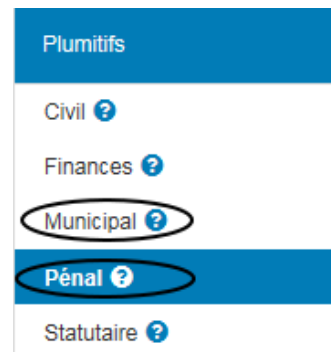 Plumitifs
Civil ?
Finances ?
Municipal ?
Pénal ?
Statutaire ?